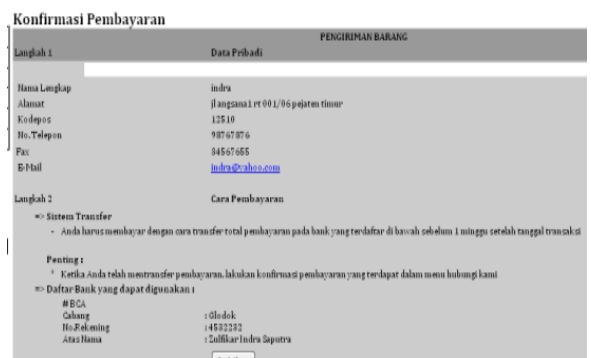 Konfirmasi Pembayaran
PENGIRIMAN BARANG
Langkah 1 Data Pribadi
Nama Lengkap indra
Alamat jl angsana1 rt 001/06 pejaten timur
Kodepos 12510
No.Telepon 98767876
Fax 34567655
E-Mail indra@yahoo.com
Langkah 2 Cara Pembayaran
=> Sistem Transfer
- Anda harus membayar dengan cara transfer total pembayaran pada bank yang terdaftar di bawah sebelum 1 minggu setelah tanggal transaksi
Penting :
* Ketika Anda telah mentransfer pembayaran, lakukan konfirmasi pembayaran yang terdapat dalam menu hubungi kami
=> Daftar Bank yang dapat digunakan :
# BCA
Cabang : Glodok
No.Rekening : 4532232
Atas Nama : Zulfikar Indra Saputra